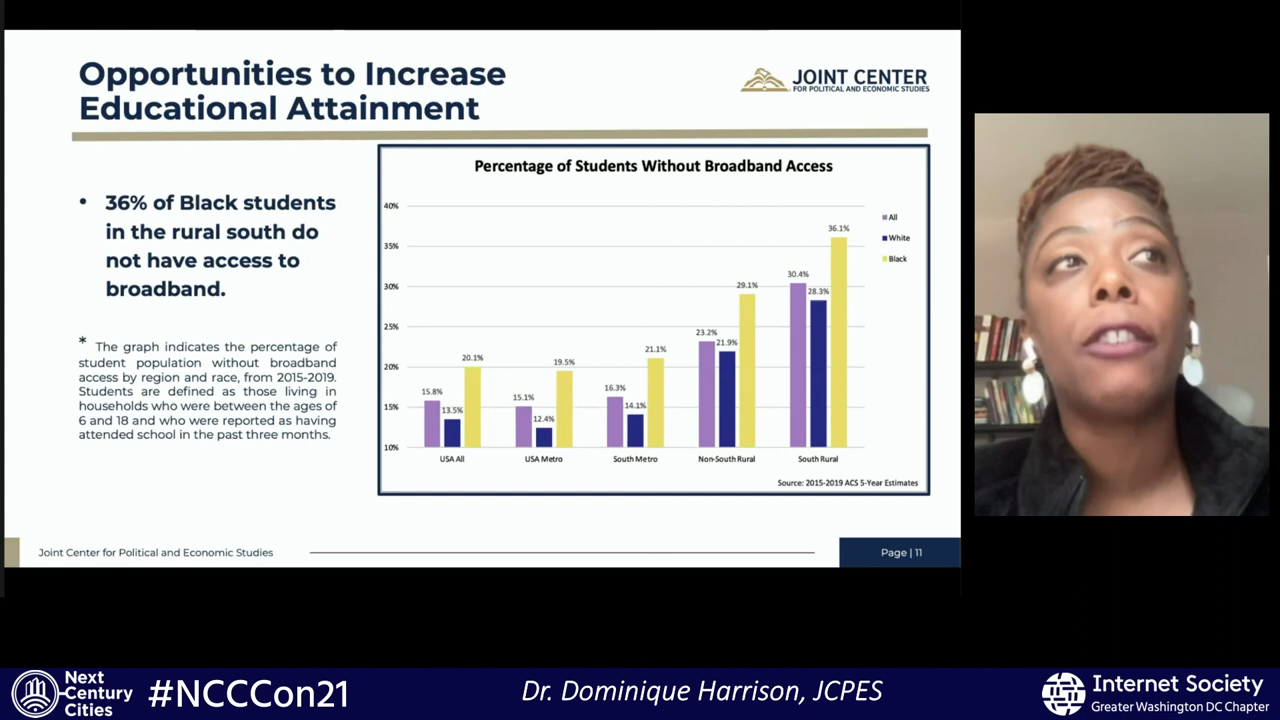 Opportunities to Increase
Educational Attainment
JOINT CENTER
FOR POLITICAL AND ECONOMIC STUDIES
• 36% of Black students
in the rural south do
not have access to
broadband.
* The graph indicates the percentage of
student population without broadband
access by region and race, from 2015-2019.
Students are defined as those living in
households who were between the ages of
6 and 18 and who were reported as having
attended school in the past three months.
Percentage of Students Without Broadband Access
40%
35%
30%
25%
20%
15%
10%
15.8%
13.5%
20.1%
15.1%
12.4%
19.5%
16.3%
14.1%
21.1%
23.2%
21.9%
29.1%
30.4%
28.3%
36.1%
All
White
Black
USA All
USA Metro
South Metro
Non-South Rural
South Rural
Source: 2015-2019 ACS 5-Year Estimates
Joint Center for Political and Economic Studies
Page | 11
Next
Century
Cities
#NCCCon21
Dr. Dominique Harrison, JCPES
Internet Society
Greater Washington DC Chapter